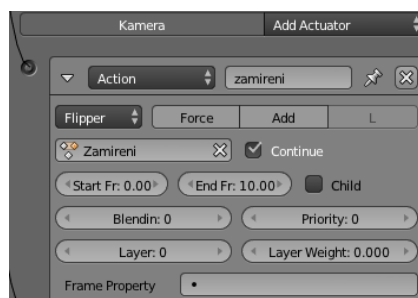 Kamera Add Actuator
Action zamireni
Flipper Force Add L
Zamireni Continue
Start Fr: 0.00 End Fr: 10.00 Child
Blendin: 0 Priority: 0
Layer: 0 Layer Weight: 0.000
Frame Property